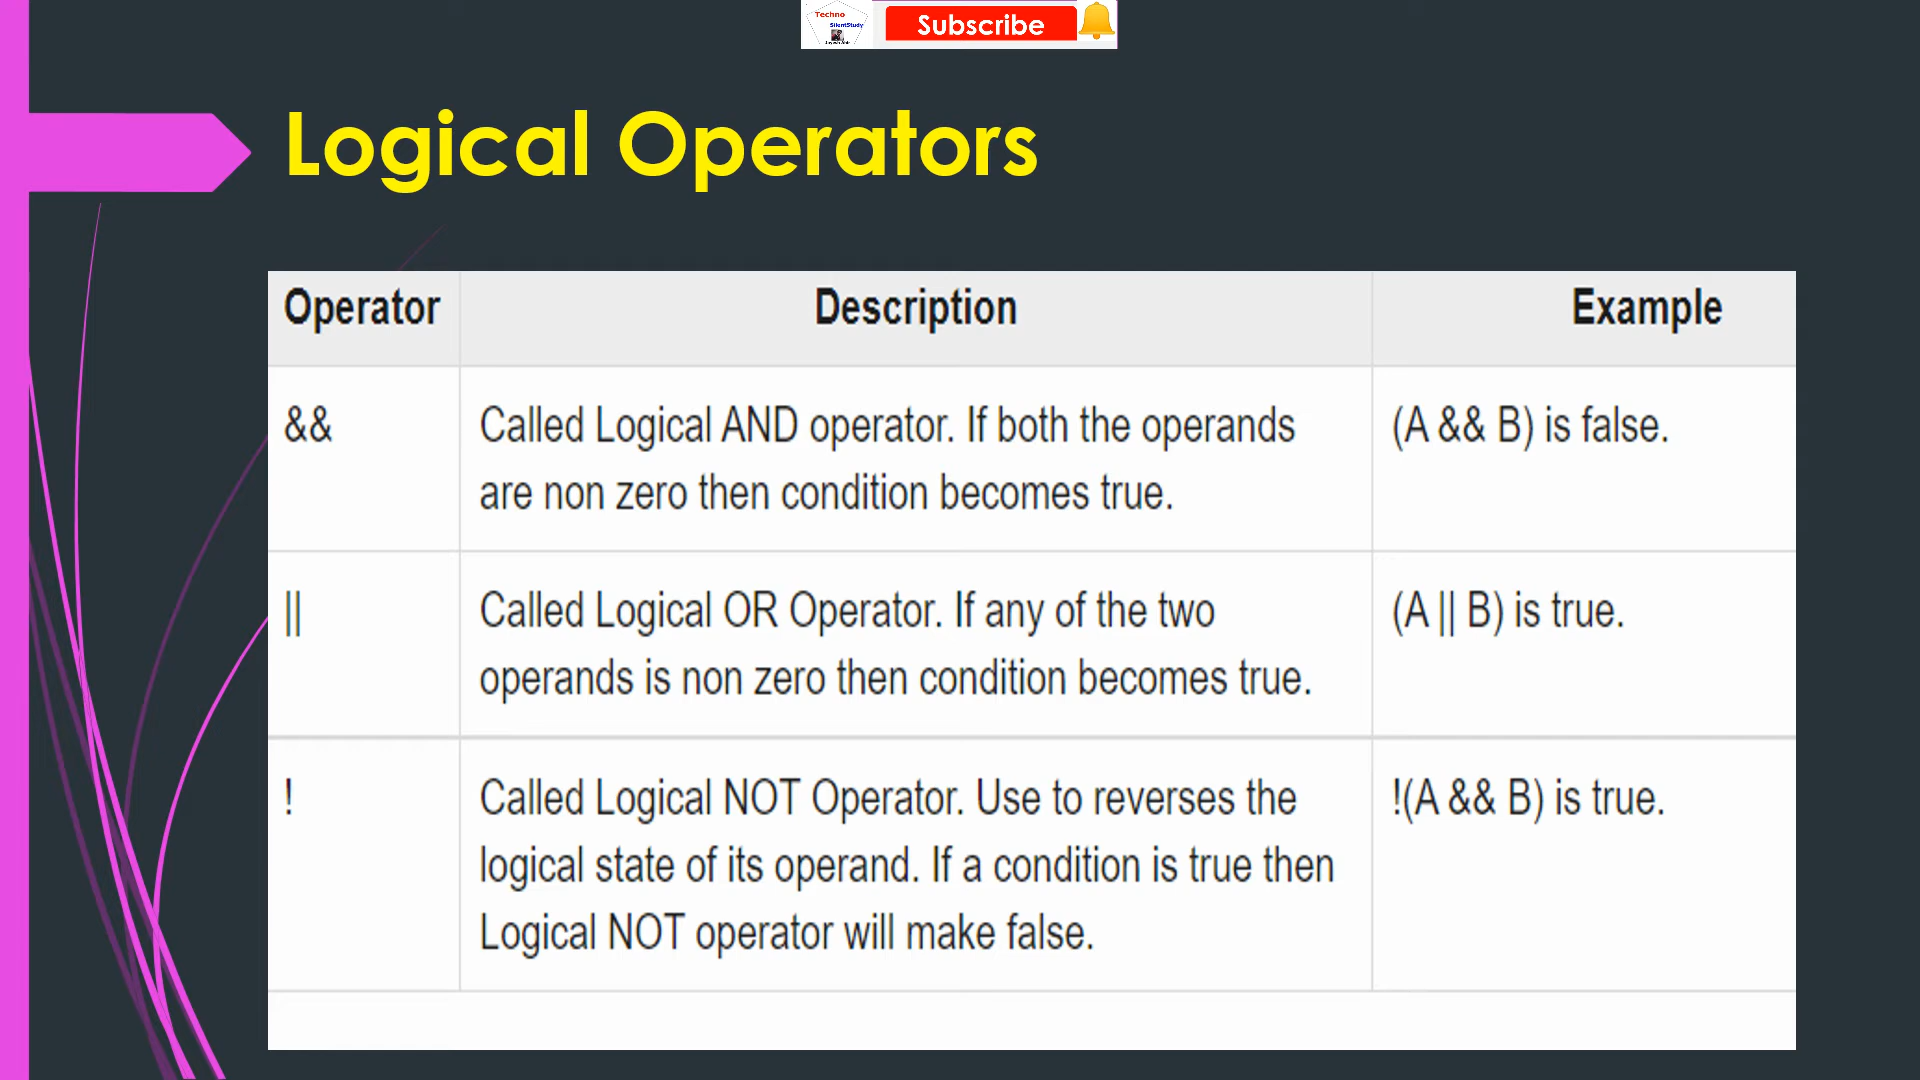 Techno
SilentStudy
Subscribe
Logical Operators
Operator Description Example
&& Called Logical AND operator. If both the operands (A && B) is false.
are non zero then condition becomes true.
|| Called Logical OR Operator. If any of the two (A || B) is true.
operands is non zero then condition becomes true.
! Called Logical NOT Operator. Use to reverses the !(A && B) is true.
logical state of its operand. If a condition is true then
Logical NOT operator will make false.